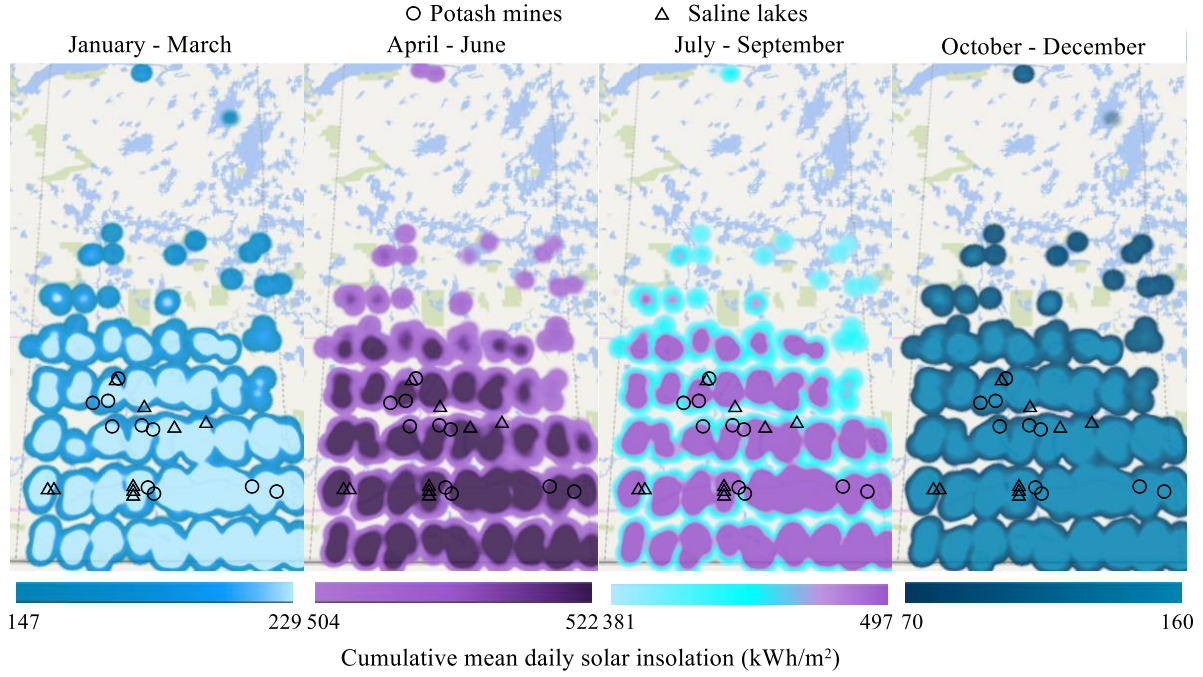 Potash mines Saline lakes
January - March April - June July - September October - December
147 229 504 522 381 497 70 160
Cumulative mean daily solar insolation (kWh/m²)